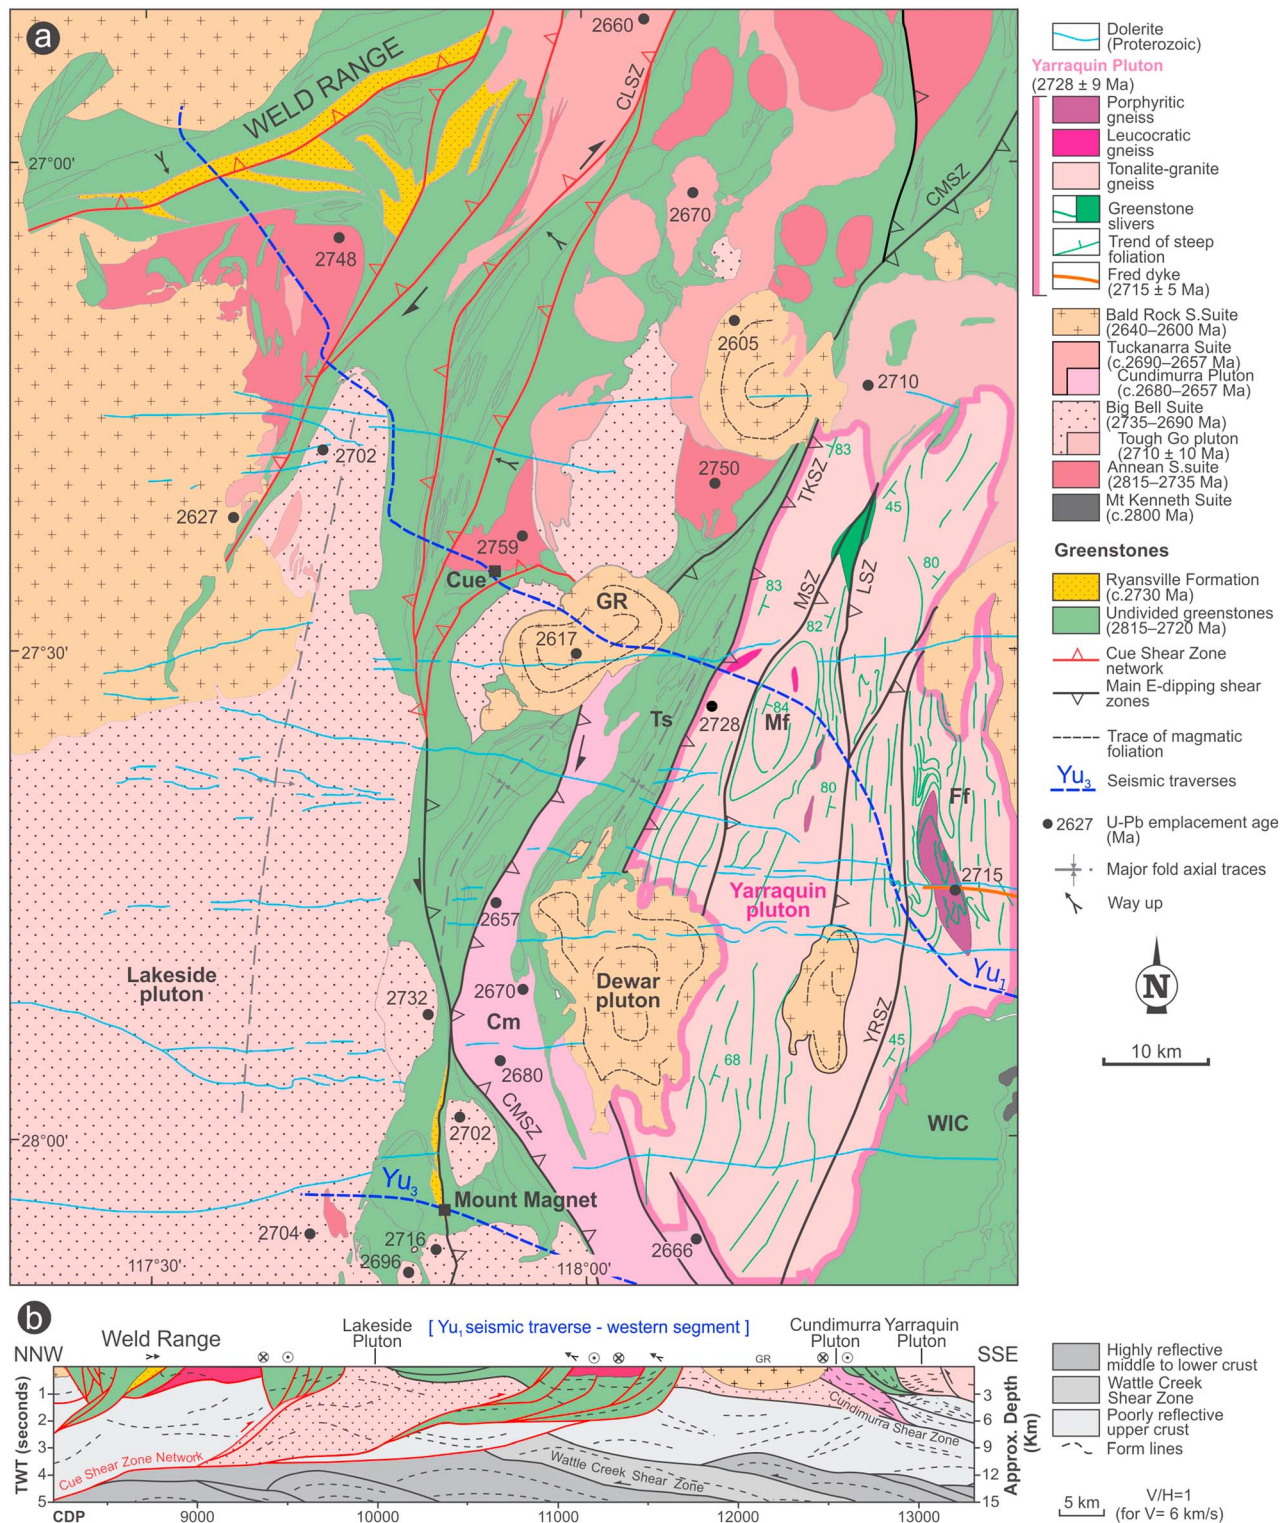 a
2660
WELD RANGE
CLSZ
27°00'
CMSZ
2670
2748
2605
2710
2702
83
TKSZ
2750
45
2627
2759
Cue
80
GR
83
MSZ
LSZ
82
2617
27°30'
Ts
2728
84
Mf
80
Ff
2715
Yarraquin
pluton
2657
Lakeside
pluton
2732
2670
Cm
Dewar
pluton
Yu1
YRSZ
45
68
2680
CMSZ
WIC
2702
28°00'
Yu3
Mount Magnet
2704
2716
2696
2666
117°30'
118°00'
Dolerite
(Proterozoic)
Yarraquin Pluton
(2728 ± 9 Ma)
Porphyritic
gneiss
Leucocratic
gneiss
Tonalite-granite
gneiss
Greenstone
slivers
Trend of steep
foliation
Fred dyke
(2715 ± 5 Ma)
Bald Rock S.Suite
(2640–2600 Ma)
Tuckanarra Suite
(c.2690–2657 Ma)
Cundimurra Pluton
(c.2680–2657 Ma)
Big Bell Suite
(2735–2690 Ma)
Tough Go pluton
(2710 ± 10 Ma)
Annean S.suite
(2815–2735 Ma)
Mt Kenneth Suite
(c.2800 Ma)
Greenstones
Ryansville Formation
(c.2730 Ma)
Undivided greenstones
(2815–2720 Ma)
Cue Shear Zone
network
Main E-dipping shear
zones
Trace of magmatic
foliation
Yu3 Seismic traverses
2627 U-Pb emplacement age
(Ma)
Major fold axial traces
Way up
N
10 km
b
Weld Range
Lakeside
Pluton
[ Yu1 seismic traverse - western segment ]
Cundimurra Yarraquin
Pluton Pluton
NNW
GR
SSE
TWT (seconds)
1
2
3
4
5
Cue Shear Zone Network
Wattle Creek Shear Zone
Cundimurra Shear Zone
3
6
9
12
15
Approx. Depth
(Km)
CDP
9000
10000
11000
12000
13000
Highly reflective
middle to lower crust
Wattle Creek
Shear Zone
Poorly reflective
upper crust
Form lines
5 km
V/H=1
(for V= 6 km/s)